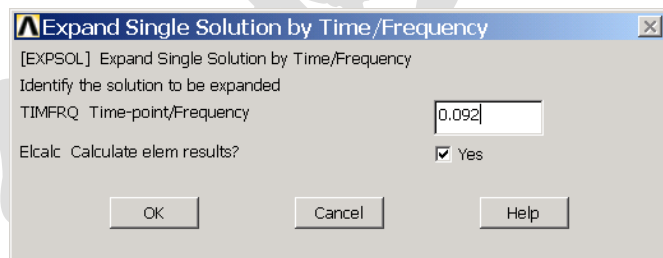 Expand Single Solution by Time/Frequency
[EXPSOL] Expand Single Solution by Time/Frequency
Identify the solution to be expanded
TIMFRQ Time-point/Frequency 0.092
Elcalc Calculate elem results? Yes
OK Cancel Help